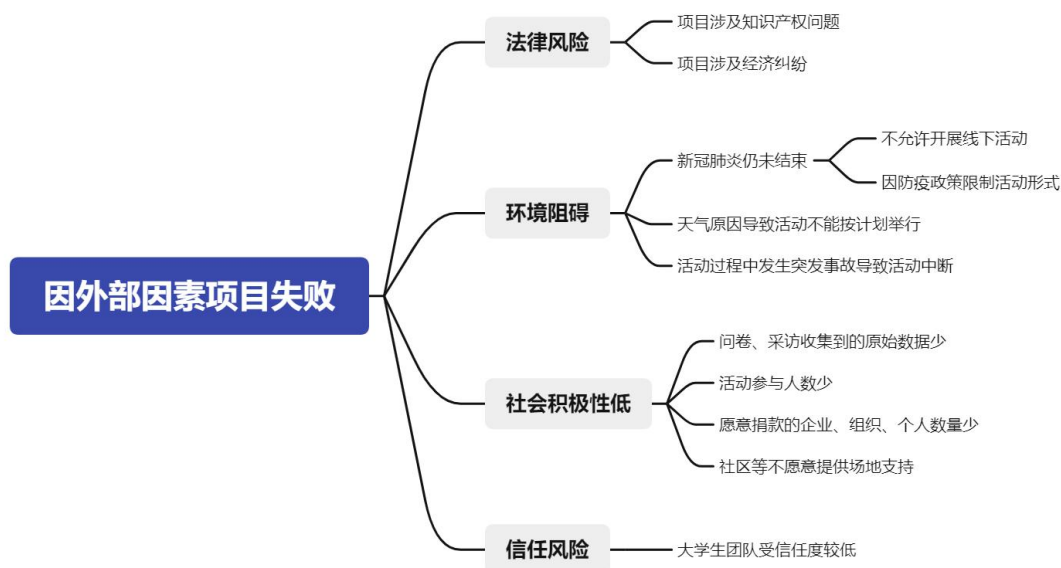 因外部因素项目失败
法律风险
项目涉及知识产权问题
项目涉及经济纠纷
环境阻碍
新冠肺炎仍未结束
不允许开展线下活动
因防疫政策限制活动形式
天气原因导致活动不能按计划举行
活动过程中发生突发事故导致活动中断
社会积极性低
问卷、采访收集到的原始数据少
活动参与人数少
愿意捐款的企业、组织、个人数量少
社区等不愿意提供场地支持
信任风险
大学生团队受信任度较低